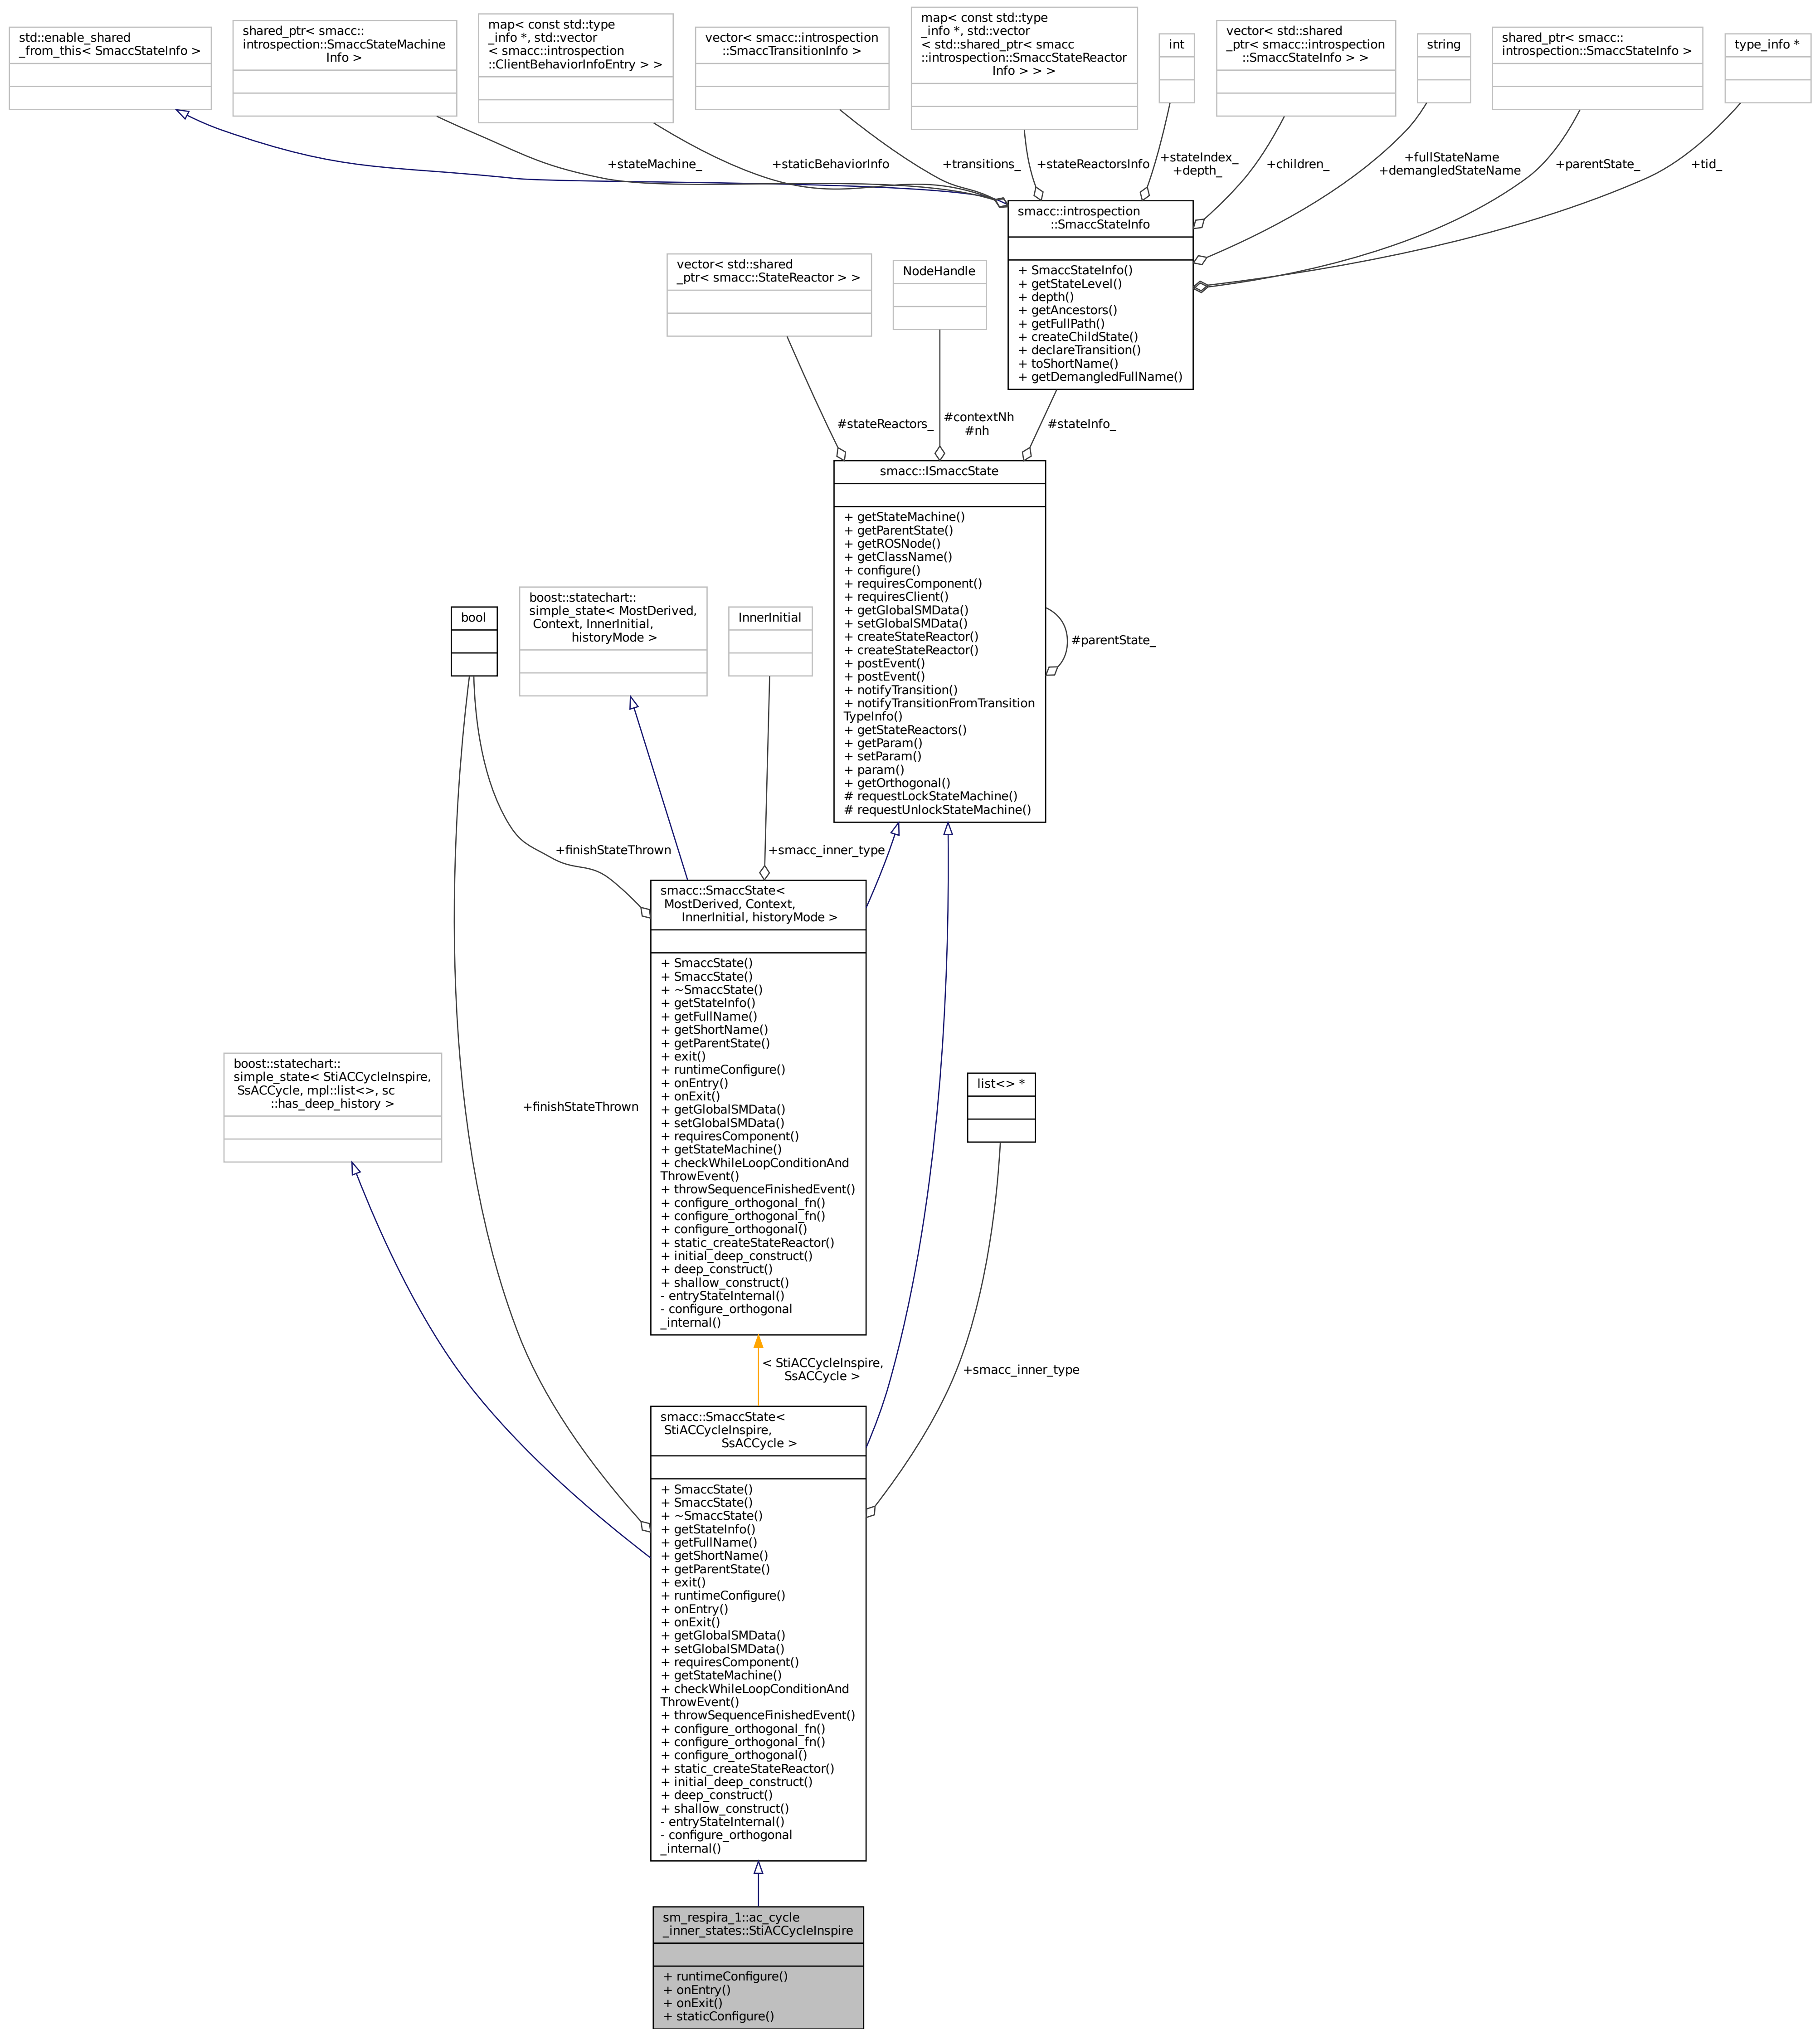 std::enable_shared
_from_this< SmaccStateInfo >
shared_ptr< smacc::
introspection::SmaccStateMachine
Info >
map< const std::type
_info *, std::vector
< smacc::introspection
::ClientBehaviorInfoEntry > >
vector< smacc::introspection
::SmaccTransitionInfo >
map< const std::type
_info *, std::vector
< std::shared_ptr< smacc
::introspection::SmaccStateReactor
Info > > >
int
vector< std::shared
_ptr< smacc::introspection
::SmaccStateInfo > >
string
shared_ptr< smacc::
introspection::SmaccStateInfo >
type_info *
+stateMachine_
+staticBehaviorInfo
+transitions_
+stateReactorsInfo
+stateIndex_
+depth_
+children_
+fullStateName
+demangledStateName
+parentState_
+tid_
smacc::introspection
::SmaccStateInfo
+ SmaccStateInfo()
+ getStateLevel()
+ depth()
+ getAncestors()
+ getFullPath()
+ createChildState()
+ declareTransition()
+ toShortName()
+ getDemangledFullName()
vector< std::shared
_ptr< smacc::StateReactor > >
NodeHandle
#stateReactors_
#contextNh
#nh
#stateInfo_
smacc::ISmaccState
+ getStateMachine()
+ getParentState()
+ getROSNode()
+ getClassName()
+ configure()
+ requiresComponent()
+ requiresClient()
+ getGlobalSMData()
+ setGlobalSMData()
+ createStateReactor()
+ createStateReactor()
+ postEvent()
+ postEvent()
+ notifyTransition()
+ notifyTransitionFromTransition
TypeInfo()
+ getStateReactors()
+ getParam()
+ setParam()
+ param()
+ getOrthogonal()
# requestLockStateMachine()
# requestUnlockStateMachine()
#parentState_
bool
boost::statechart::
simple_state< MostDerived,
Context, InnerInitial,
historyMode >
InnerInitial
+finishStateThrown
+smacc_inner_type
smacc::SmaccState<
MostDerived, Context,
InnerInitial, historyMode >
+ SmaccState()
+ SmaccState()
+ ~SmaccState()
+ getStateInfo()
+ getFullName()
+ getShortName()
+ getParentState()
+ exit()
+ runtimeConfigure()
+ onEntry()
+ onExit()
+ getGlobalSMData()
+ setGlobalSMData()
+ requiresComponent()
+ getStateMachine()
+ checkWhileLoopConditionAnd
ThrowEvent()
+ throwSequenceFinishedEvent()
+ configure_orthogonal_fn()
+ configure_orthogonal_fn()
+ configure_orthogonal()
+ static_createStateReactor()
+ initial_deep_construct()
+ deep_construct()
+ shallow_construct()
- entryStateInternal()
- configure_orthogonal
_internal()
boost::statechart::
simple_state< StiACCycleInspire,
SsACCycle, mpl::list<>, sc
::has_deep_history >
+finishStateThrown
list<> *
< StiACCycleInspire,
SsACCycle >
+smacc_inner_type
smacc::SmaccState<
StiACCycleInspire,
SsACCycle >
+ SmaccState()
+ SmaccState()
+ ~SmaccState()
+ getStateInfo()
+ getFullName()
+ getShortName()
+ getParentState()
+ exit()
+ runtimeConfigure()
+ onEntry()
+ onExit()
+ getGlobalSMData()
+ setGlobalSMData()
+ requiresComponent()
+ getStateMachine()
+ checkWhileLoopConditionAnd
ThrowEvent()
+ throwSequenceFinishedEvent()
+ configure_orthogonal_fn()
+ configure_orthogonal_fn()
+ configure_orthogonal()
+ static_createStateReactor()
+ initial_deep_construct()
+ deep_construct()
+ shallow_construct()
- entryStateInternal()
- configure_orthogonal
_internal()
sm_respira_1::ac_cycle
_inner_states::StiACCycleInspire
+ runtimeConfigure()
+ onEntry()
+ onExit()
+ staticConfigure()